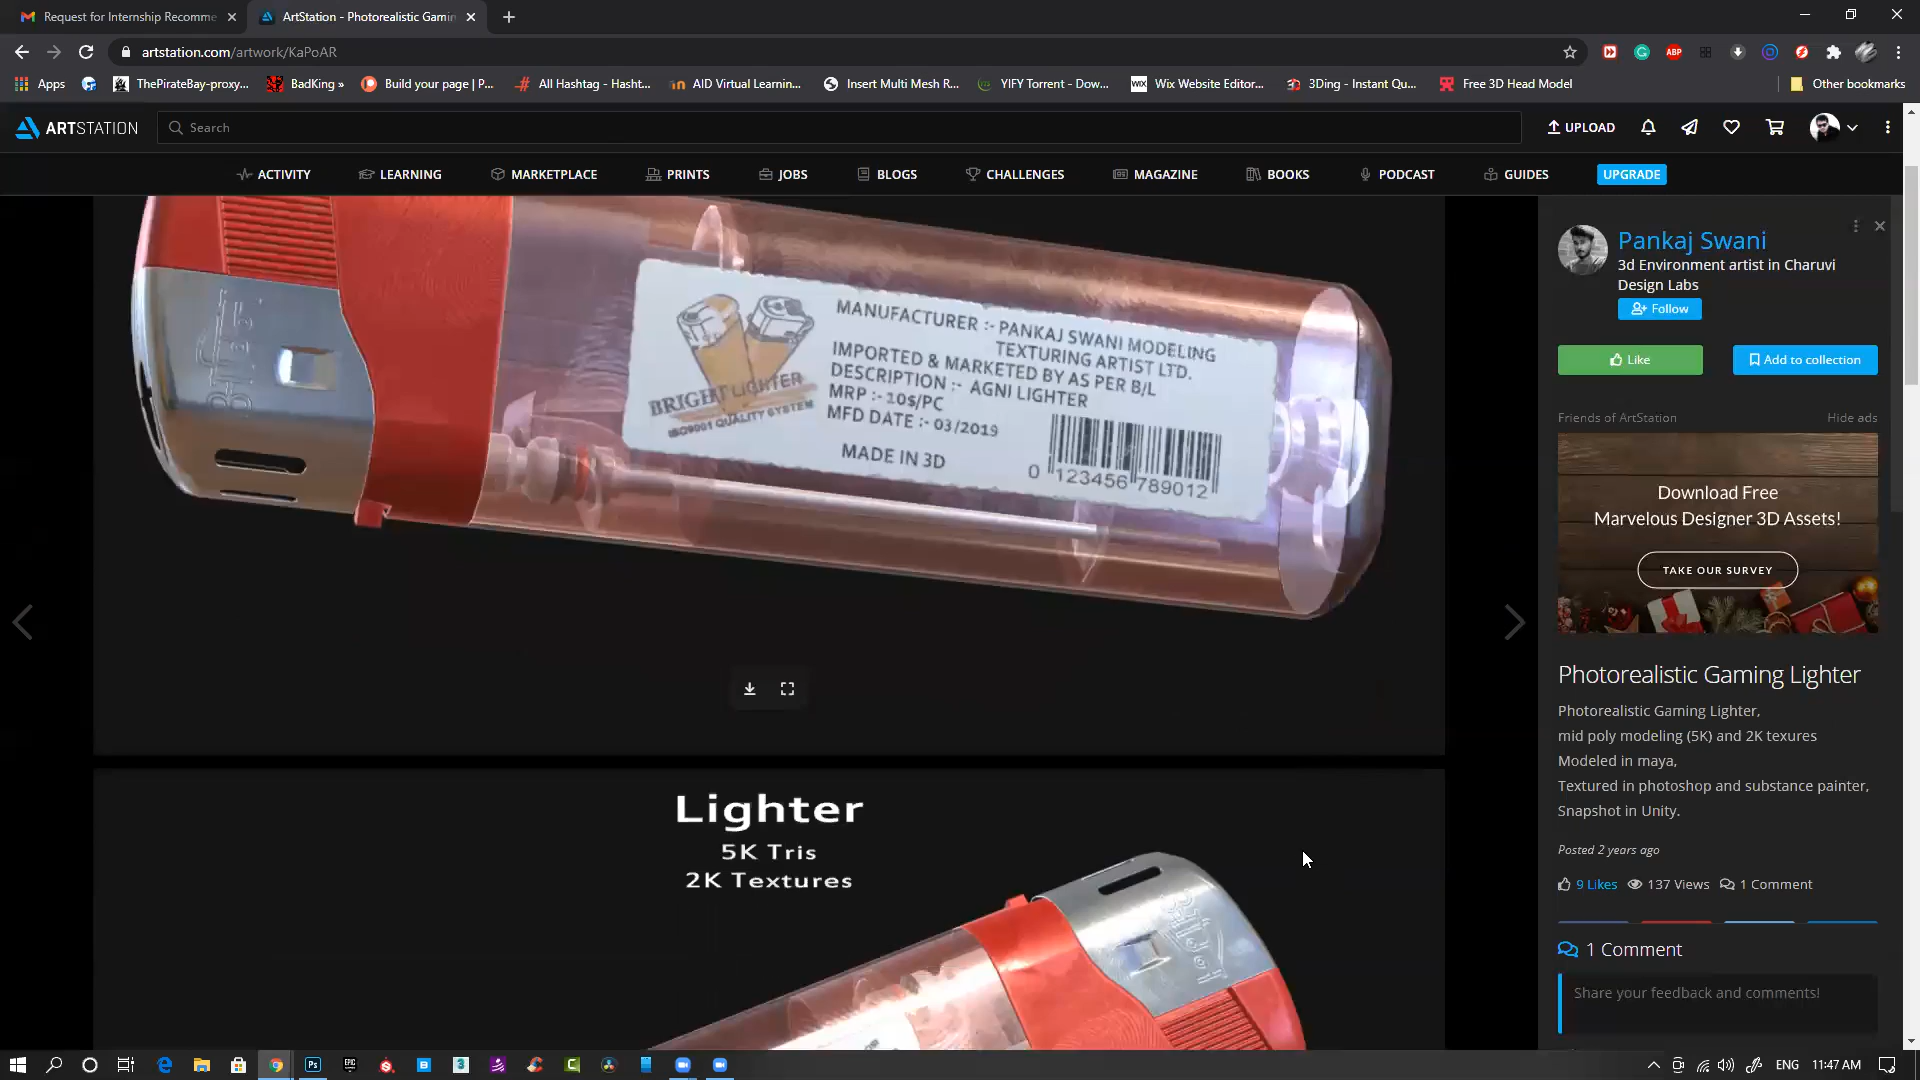 Request for Internship Recomme
ArtStation - Photorealistic Gamin
artstation.com/artwork/KaPoAR
ABP
Apps
ThePirateBay-proxy...
BadKing »
Build your page | P...
All Hashtag - Hasht...
AID Virtual Learnin...
Insert Multi Mesh R...
YIFY Torrent - Dow...
WIX
Wix Website Editor...
3Ding - Instant Qu...
Free 3D Head Model
Other bookmarks
ARTSTATION
Search
UPLOAD
ACTIVITY
LEARNING
MARKETPLACE
PRINTS
JOBS
BLOGS
CHALLENGES
MAGAZINE
BOOKS
PODCAST
GUIDES
UPGRADE
MANUFACTURER :- PANKAJ SWANI MODELING
TEXTURING ARTIST LTD.
IMPORTED & MARKETED BY AS PER B/L
DESCRIPTION :- AGNI LIGHTER
MRP :- 10$/PC
MFD DATE :- 03/2019
MADE IN 3D
0 123456 789012
BRIGHT LIGHTER
ISO9001 QUALITY SYSTEM
Lighter
5K Tris
2K Textures
Pankaj Swani
3d Environment artist in Charuvi
Design Labs
Follow
Like
Add to collection
Friends of ArtStation
Hide ads
Download Free
Marvelous Designer 3D Assets!
TAKE OUR SURVEY
Photorealistic Gaming Lighter
Photorealistic Gaming Lighter,
mid poly modeling (5K) and 2K texures
Modeled in maya,
Textured in photoshop and substance painter,
Snapshot in Unity.
Posted 2 years ago
9 Likes
137 Views
1 Comment
1 Comment
Share your feedback and comments!
Ps
EPIC
ENG
11:47 AM